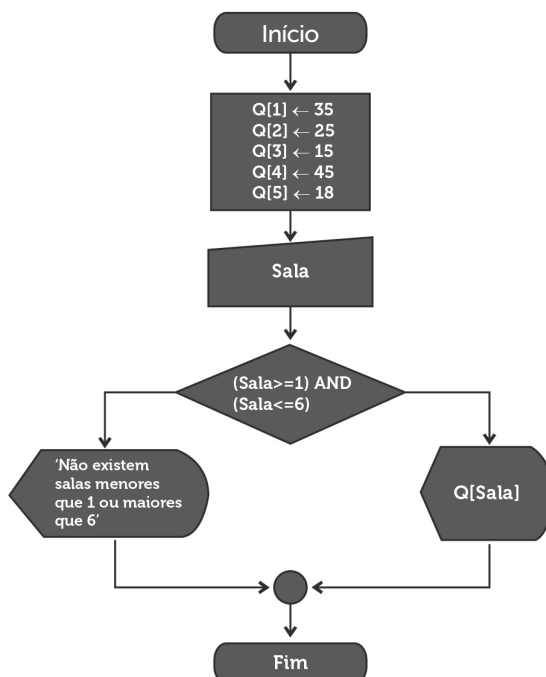 Início
Q[1] ← 35
Q[2] ← 25
Q[3] ← 15
Q[4] ← 45
Q[5] ← 18
Sala
(Sala>=1) AND
(Sala<=6)
'Não existem
salas menores
que 1 ou maiores
que 6'
Q[Sala]
Fim